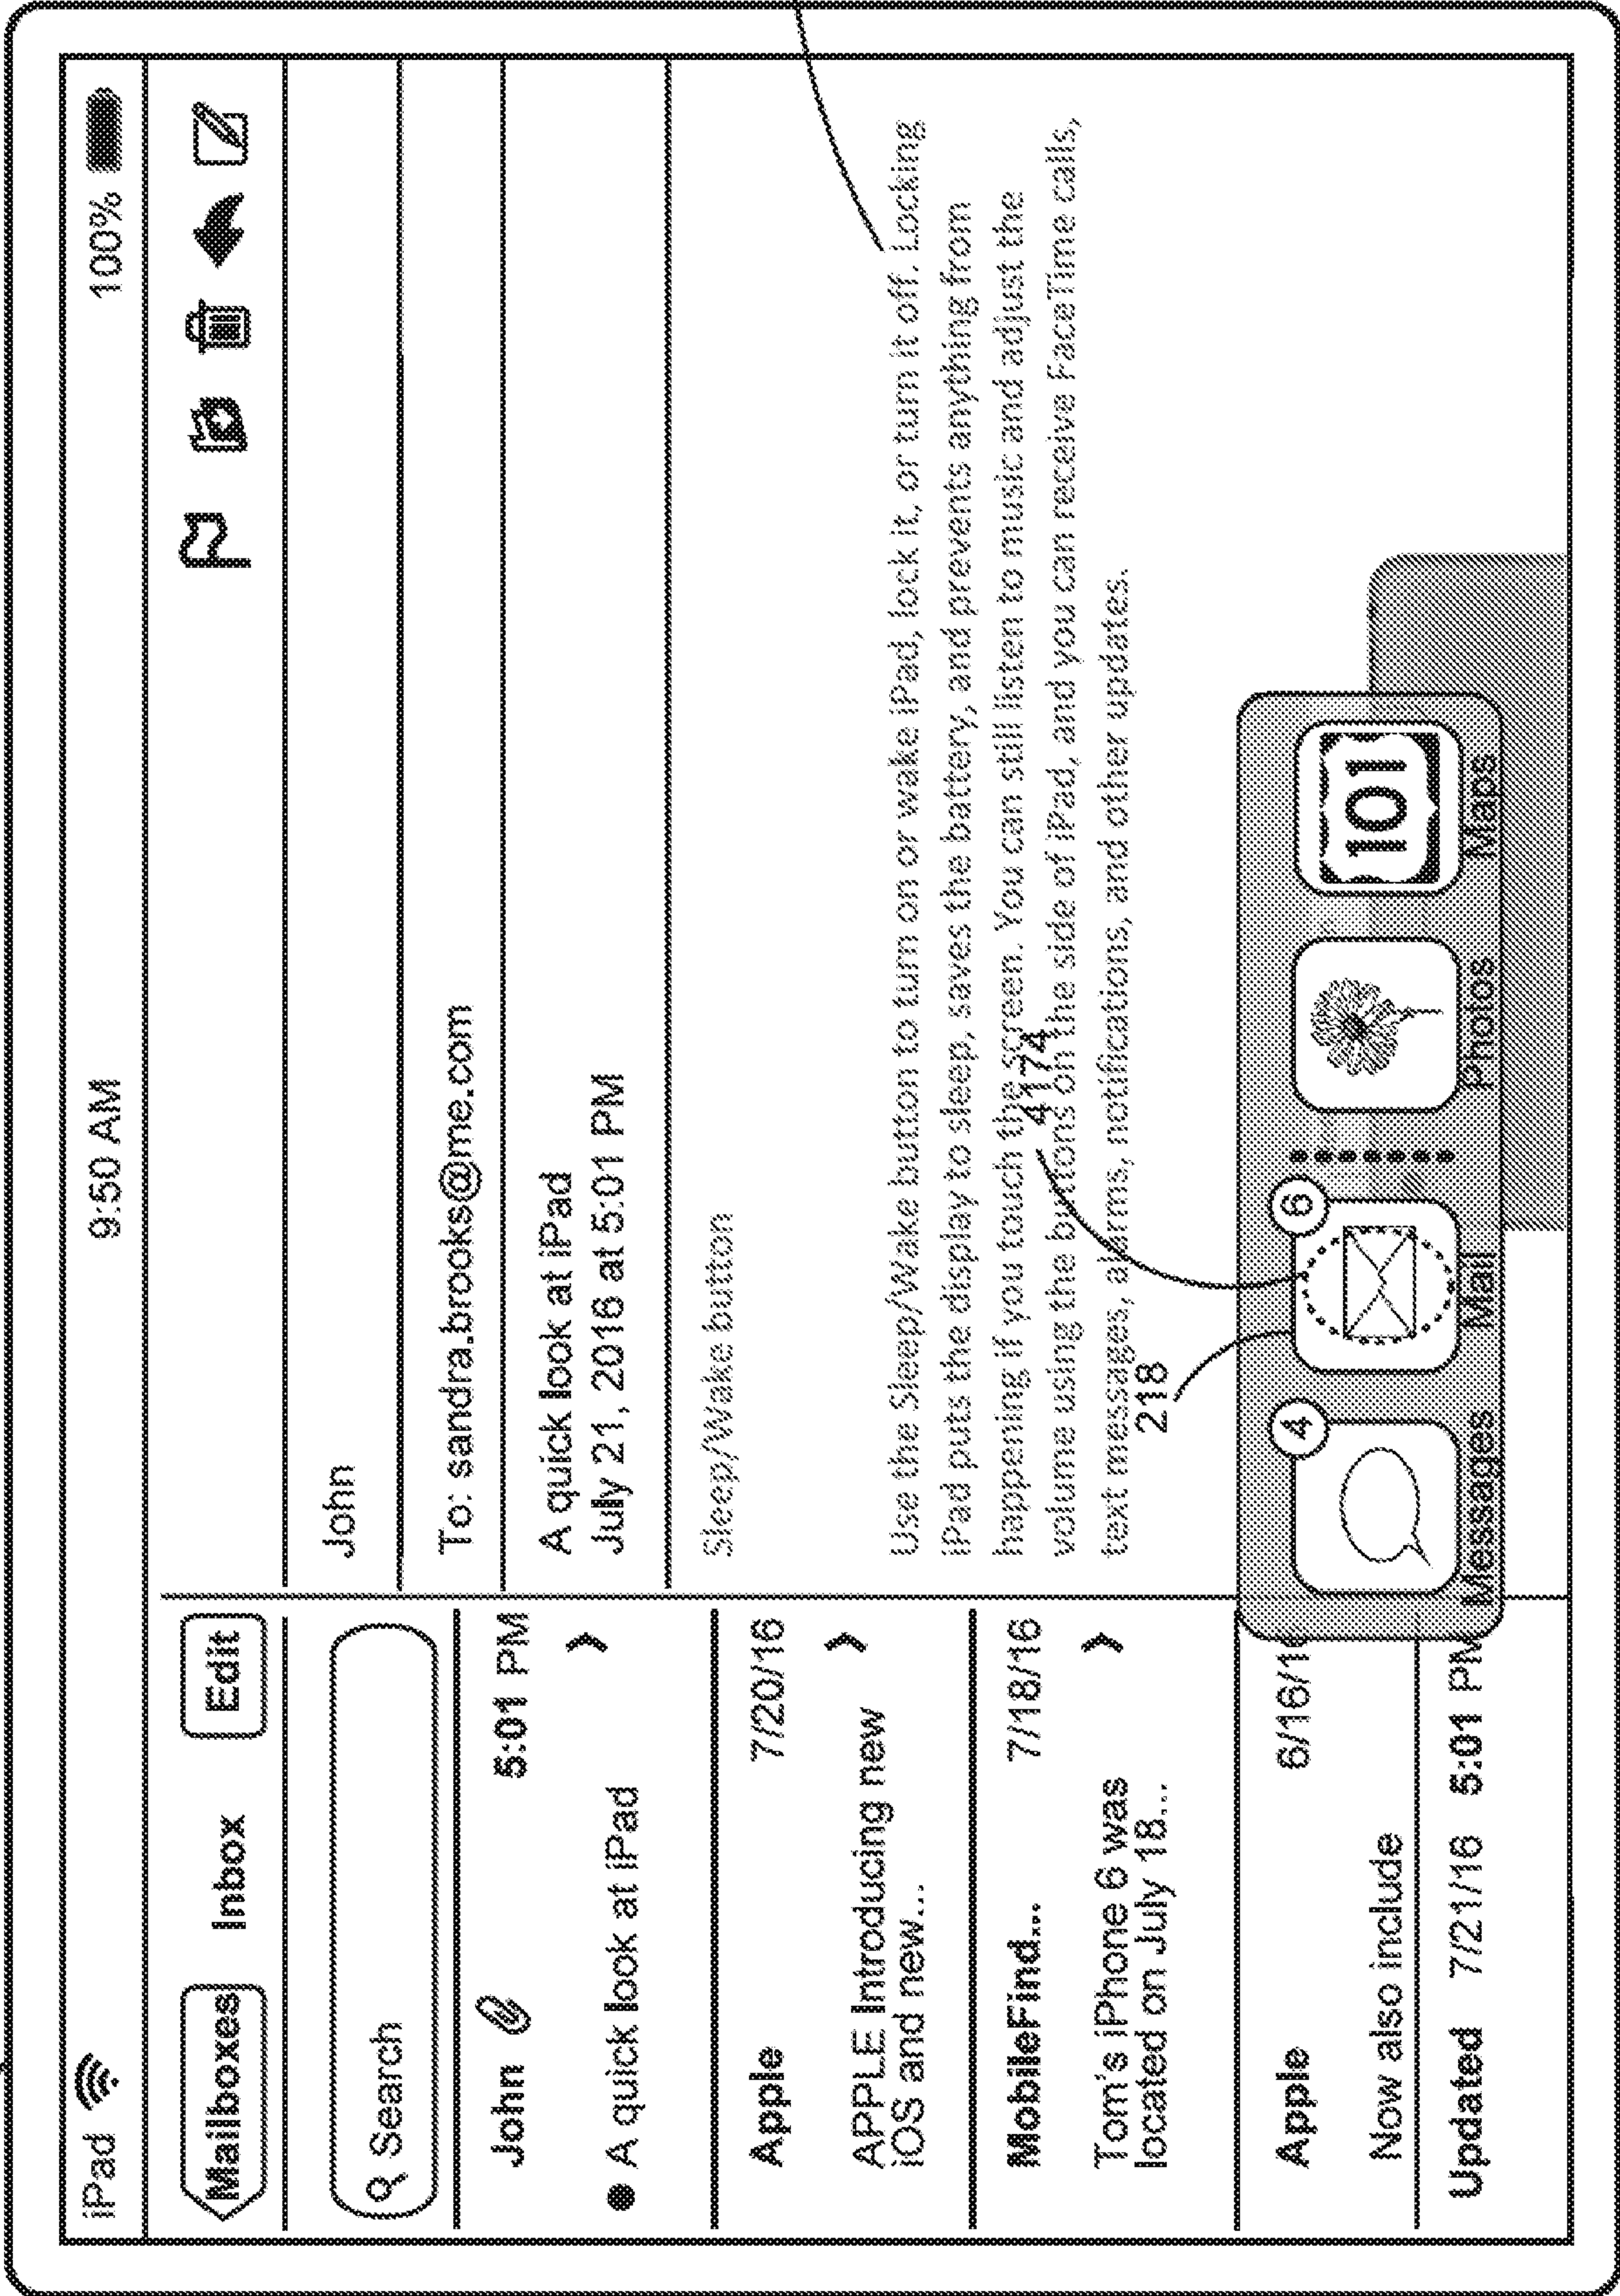 iPad 9:50 AM 100%
Mailboxes Inbox Edit
Search
John 5:01 PM
A quick look at iPad
Apple 7/20/16
APPLE Introducing new
iOS and new...
MobileFind... 7/18/16
Tom's iPhone 6 was
located on July 18...
Apple 6/16/16
Now also include
Updated 7/21/16 5:01 PM
John
To: sandra.brooks@me.com
A quick look at iPad
July 21, 2016 at 5:01 PM
Sleep/Wake button
Use the Sleep/Wake button to turn on or wake iPad, lock it, or turn it off. Locking
iPad puts the display to sleep, saves the battery, and prevents anything from
happening if you touch the screen. You can still listen to music and adjust the
volume using the buttons on the side of iPad, and you can receive FaceTime calls,
text messages, alarms, notifications, and other updates.
4174
218
4 6 101
Messages Mail Photos Maps